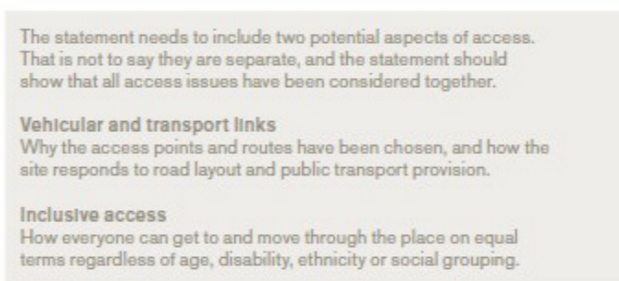 The statement needs to include two potential aspects of access.
That is not to say they are separate, and the statement should
show that all access issues have been considered together.
Vehicular and transport links
Why the access points and routes have been chosen, and how the
site responds to road layout and public transport provision.
Inclusive access
How everyone can get to and move through the place on equal
terms regardless of age, disability, ethnicity or social grouping.